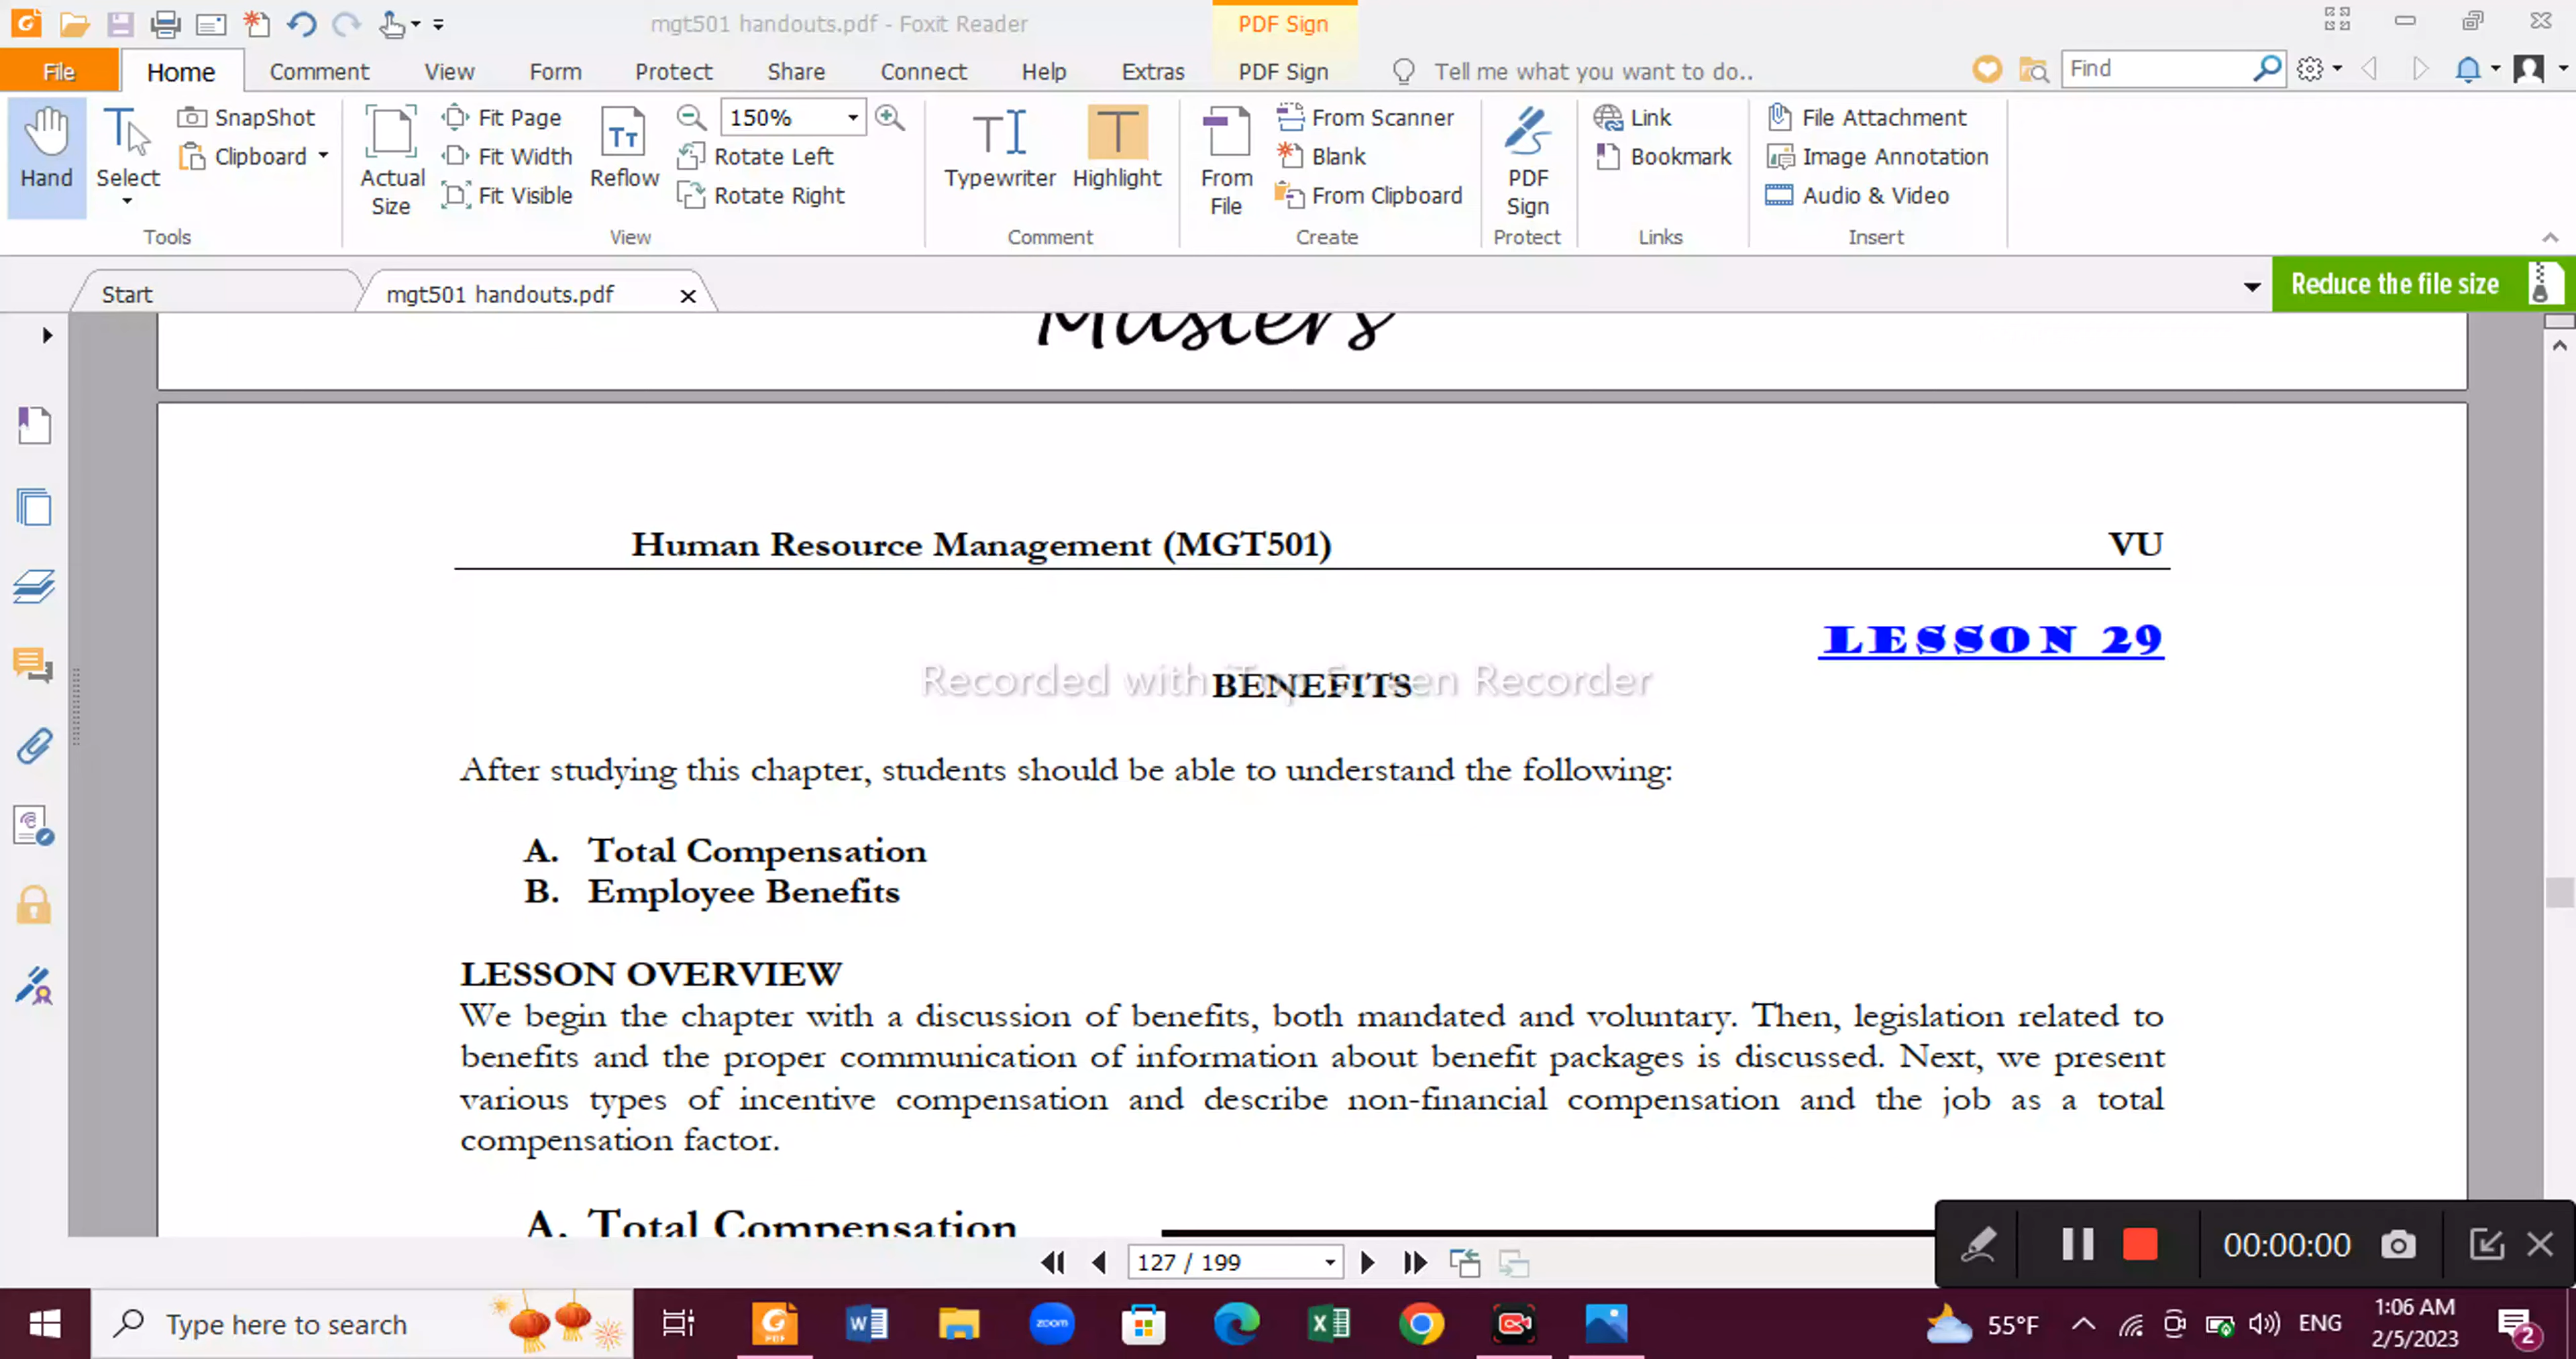 mgt501 handouts.pdf - Foxit Reader
PDF Sign
File
Home
Comment
View
Form
Protect
Share
Connect
Help
Extras
PDF Sign
Tell me what you want to do..
Find
Hand
Select
SnapShot
Clipboard
Tools
Actual Size
Fit Page
Fit Width
Fit Visible
Reflow
150%
Rotate Left
Rotate Right
View
Typewriter
Highlight
Comment
From File
From Scanner
Blank
From Clipboard
Create
PDF Sign
Protect
Link
Bookmark
Links
File Attachment
Image Annotation
Audio & Video
Insert
Start
mgt501 handouts.pdf
Reduce the file size
Masters
Human Resource Management (MGT501) VU
LESSON 29
BENEFITS
Recorded with iTop Screen Recorder
After studying this chapter, students should be able to understand the following:
A. Total Compensation
B. Employee Benefits
LESSON OVERVIEW
We begin the chapter with a discussion of benefits, both mandated and voluntary. Then, legislation related to
benefits and the proper communication of information about benefit packages is discussed. Next, we present
various types of incentive compensation and describe non-financial compensation and the job as a total
compensation factor.
A. Total Compensation
127 / 199
00:00:00
Type here to search
55°F
ENG
1:06 AM
2/5/2023
2